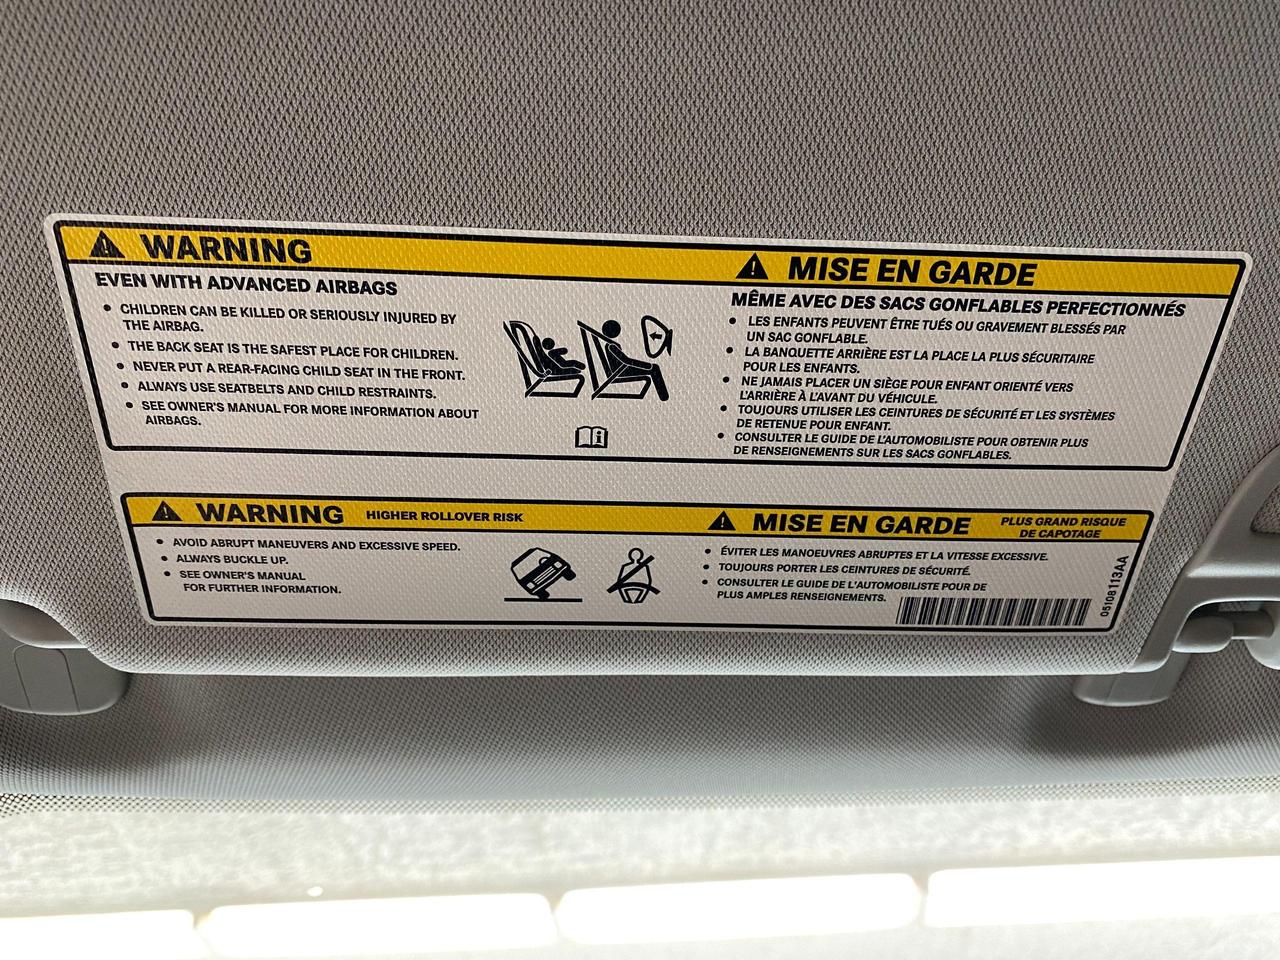 WARNING
EVEN WITH ADVANCED AIRBAGS
• CHILDREN CAN BE KILLED OR SERIOUSLY INJURED BY
THE AIRBAG.
• THE BACK SEAT IS THE SAFEST PLACE FOR CHILDREN.
• NEVER PUT A REAR-FACING CHILD SEAT IN THE FRONT.
• ALWAYS USE SEATBELTS AND CHILD RESTRAINTS.
• SEE OWNER'S MANUAL FOR MORE INFORMATION ABOUT
AIRBAGS.
MISE EN GARDE
MÊME AVEC DES SACS GONFLABLES PERFECTIONNÉS
• LES ENFANTS PEUVENT ÊTRE TUÉS OU GRAVEMENT BLESSÉS PAR
UN SAC GONFLABLE.
• LA BANQUETTE ARRIÈRE EST LA PLACE LA PLUS SÉCURITAIRE
POUR LES ENFANTS.
• NE JAMAIS PLACER UN SIÈGE POUR ENFANT ORIENTÉ VERS
L'ARRIÈRE À L'AVANT DU VÉHICULE.
• TOUJOURS UTILISER LES CEINTURES DE SÉCURITÉ ET LES SYSTÈMES
DE RETENUE POUR ENFANT.
• CONSULTER LE GUIDE DE L'AUTOMOBILISTE POUR OBTENIR PLUS
DE RENSEIGNEMENTS SUR LES SACS GONFLABLES.
WARNING HIGHER ROLLOVER RISK
• AVOID ABRUPT MANEUVERS AND EXCESSIVE SPEED.
• ALWAYS BUCKLE UP.
• SEE OWNER'S MANUAL
FOR FURTHER INFORMATION.
MISE EN GARDE PLUS GRAND RISQUE
DE CAPOTAGE
• ÉVITER LES MANOEUVRES ABRUPTES ET LA VITESSE EXCESSIVE.
• TOUJOURS PORTER LES CEINTURES DE SÉCURITÉ.
• CONSULTER LE GUIDE DE L'AUTOMOBILISTE POUR DE
PLUS AMPLES RENSEIGNEMENTS.
05108113AA